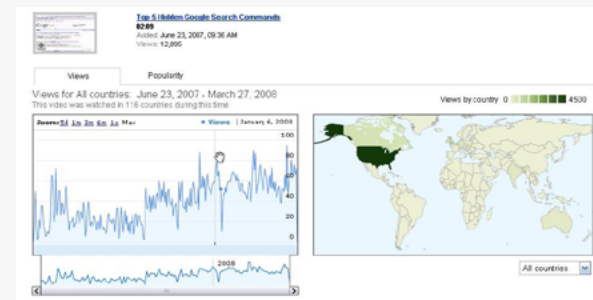 Top 5 Hidden Google Search Commands
02:09
Added: June 23, 2007, 09:36 AM
Views: 12,895
Views
Popularity
Views for All countries: June 23, 2007 - March 27, 2008
This video was watched in 116 countries during this time
Views by country 0 4500
Zoom: 5d 1m 3m 6m 1y Max
Views | January 6, 2008
100
80
60
40
20
0
2008
All countries